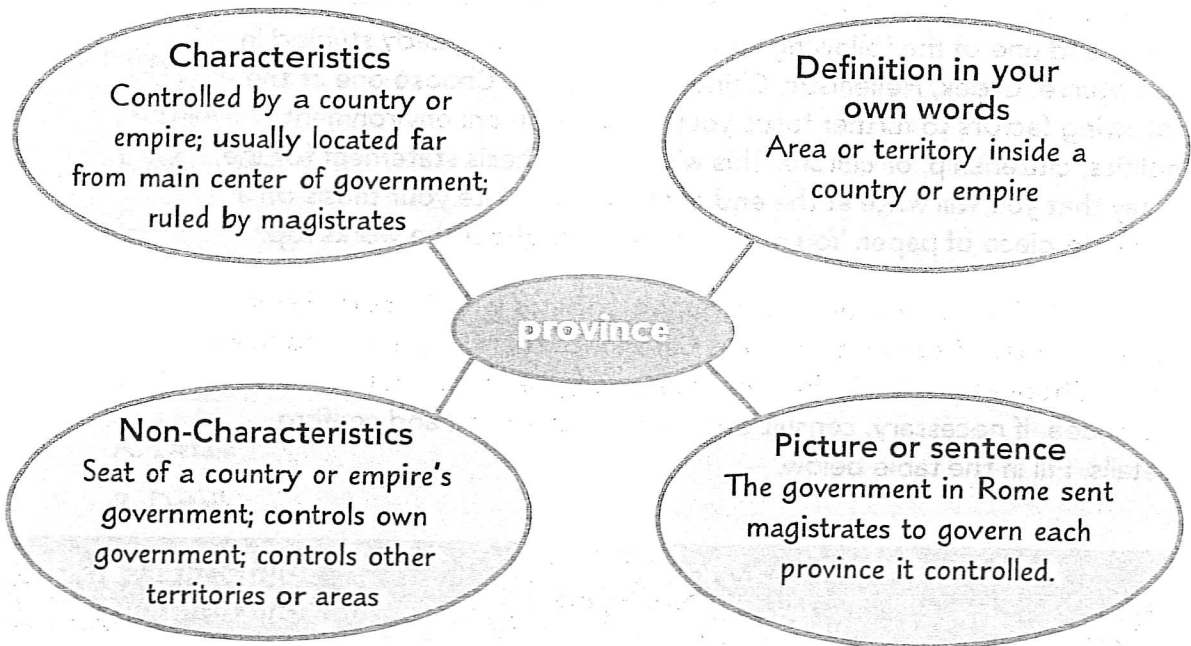 Characteristics
Controlled by a country or
empire; usually located far
from main center of government;
ruled by magistrates
Definition in your
own words
Area or territory inside a
country or empire
province
Non-Characteristics
Seat of a country or empire's
government; controls own
government; controls other
territories or areas
Picture or sentence
The government in Rome sent
magistrates to govern each
province it controlled.